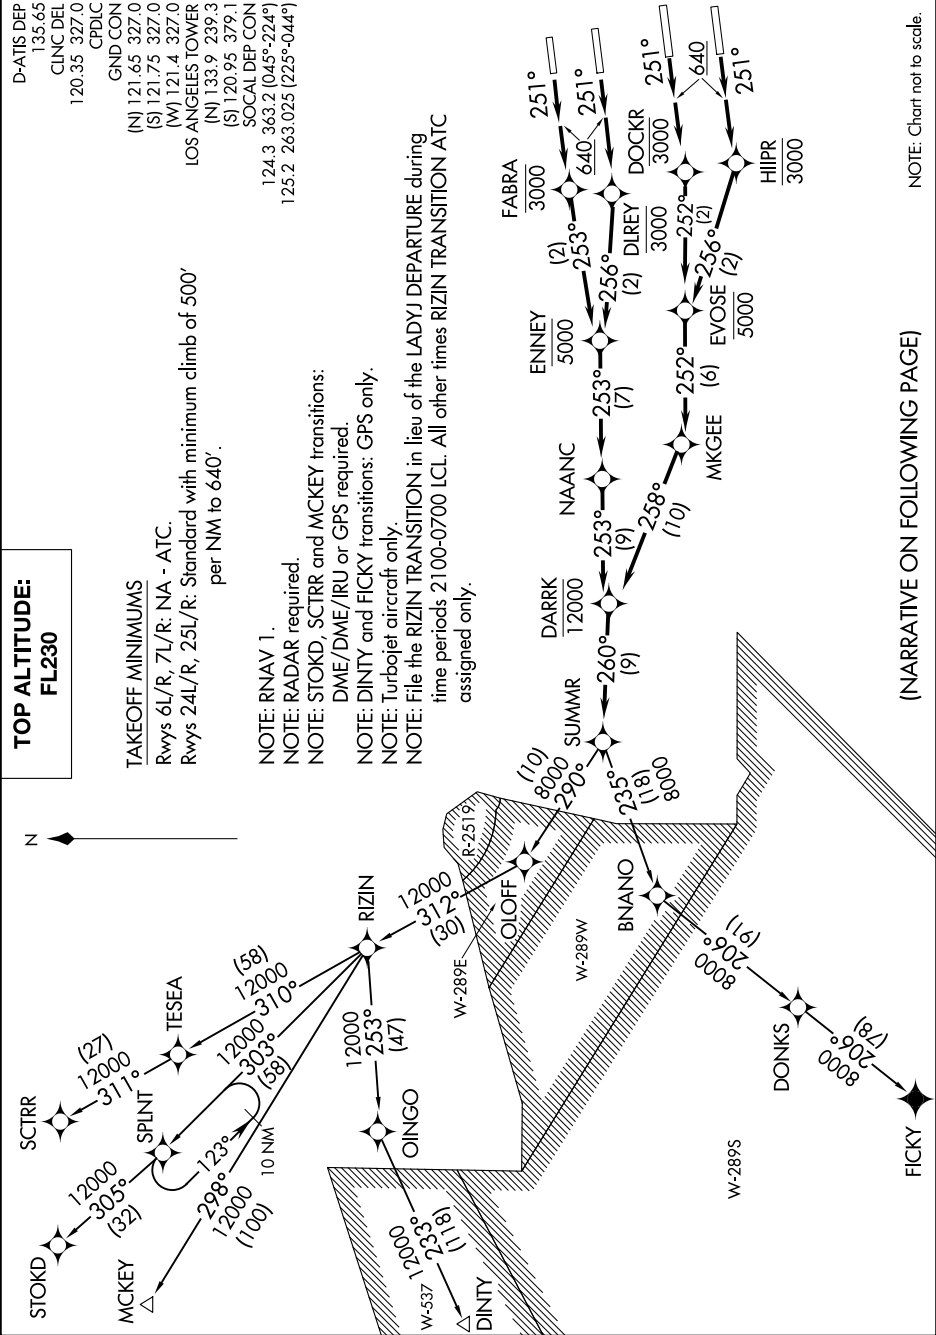 TOP ALTITUDE:
FL230
D-ATIS DEP
135.65
CLNC DEL
120.35 327.0
CPDLC
GND CON
(N) 121.65 327.0
(S) 121.75 327.0
(W) 121.4 327.0
LOS ANGELES TOWER
(N) 133.9 239.3
(S) 120.95 379.1
SOCAL DEP CON
124.3 363.2 (045°-224°)
125.2 263.025 (225°-044°)
TAKEOFF MINIMUMS
Rwys 6L/R, 7L/R: NA - ATC.
Rwys 24L/R, 25L/R: Standard with minimum climb of 500'
per NM to 640'.
NOTE: RNAV 1.
NOTE: RADAR required.
NOTE: STOKD, SCTRR and MCKEY transitions:
DME/DME/IRU or GPS required.
NOTE: DINTY and FICKY transitions: GPS only.
NOTE: Turbojet aircraft only.
NOTE: File the RIZIN TRANSITION in lieu of the LADYJ DEPARTURE during
time periods 2100-0700 LCL. All other times RIZIN TRANSITION ATC
assigned only.
N
SCTRR
(27)
12000
311°
TESEA
(58)
12000
310°
STOKD
12000
305°
(32)
SPLNT
12000
303°
(58)
123°
10 NM
MCKEY
298°
12000
(100)
RIZIN
12000
312°
(30)
12000
253°
(47)
OINGO
12000
233°
(118)
DINTY
W-537
R-2519
W-289E
OLOFF
W-289W
(10)
8000
290°
SUMMR
235°
(18)
8000
BNANO
(91)
206°
8000
DONKS
(78)
206°
8000
FICKY
W-289S
260°
(9)
DARRK
12000
253°
(9)
NAANC
258°
(10)
MKGEE
253°
(7)
ENNEY
5000
252°
(6)
EVOSE
5000
(2)
253°
256°
(2)
252°
(2)
256°
(2)
FABRA
3000
DLREY
3000
DOCKR
3000
HIIPR
3000
640
640
251°
251°
251°
251°
(NARRATIVE ON FOLLOWING PAGE)
NOTE: Chart not to scale.